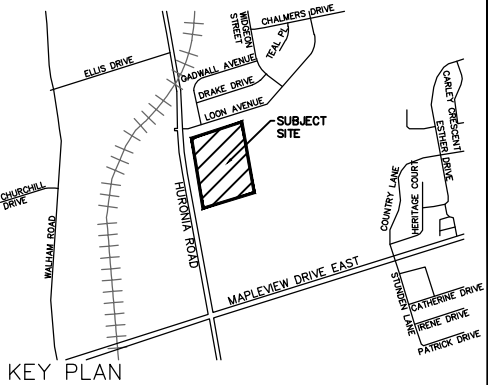 WIDGEON
STREET
CHALMERS DRIVE
TEAL PL
ELLIS DRIVE
GADWALL AVENUE
DRAKE DRIVE
LOON AVENUE
SUBJECT
SITE
CARLEY CRESCENT
ESTHER DRIVE
COUNTRY LANE
HERITAGE COURT
CHURCHILL
DRIVE
WALHAM ROAD
HURONIA ROAD
MAPLEVIEW DRIVE EAST
STUNDEN LANE
CATHERINE DRIVE
IRENE DRIVE
PATRICK DRIVE
KEY PLAN